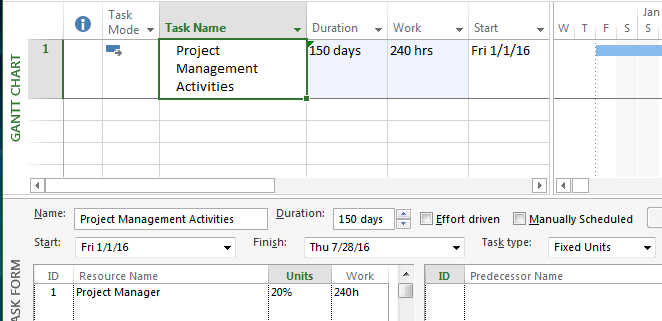 GANTT CHART
Task Mode Task Name Duration Work Start
Jan
W T F S S
1 Project Management Activities 150 days 240 hrs Fri 1/1/16
ASK FORM
Name: Project Management Activities Duration: 150 days Effort driven Manually Scheduled
Start: Fri 1/1/16 Finish: Thu 7/28/16 Task type: Fixed Units
ID Resource Name Units Work ID Predecessor Name
1 Project Manager 20% 240h